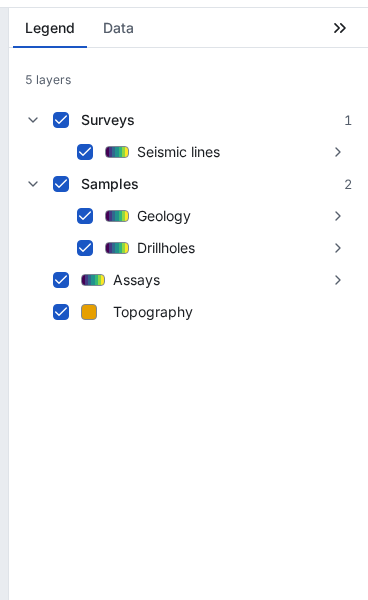 Legend Data
5 layers
Surveys 1
Seismic lines
Samples 2
Geology
Drillholes
Assays
Topography